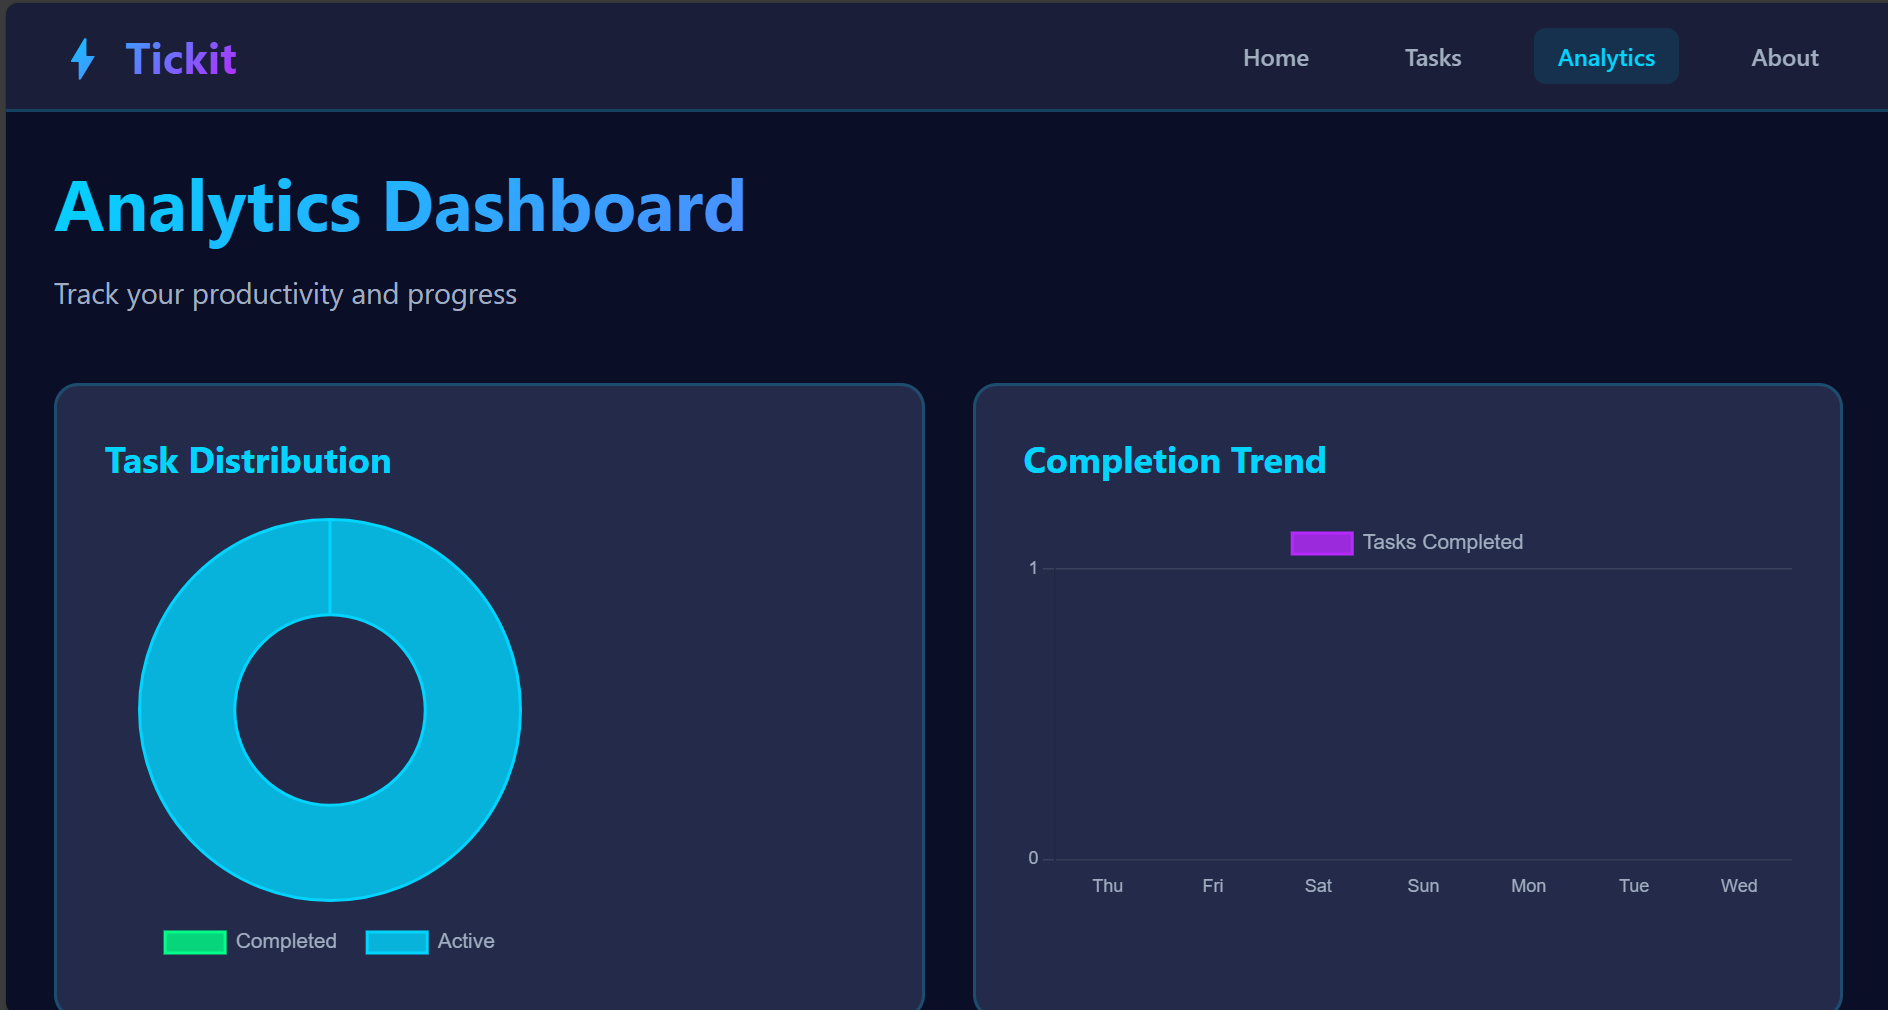 Tickit
Home Tasks Analytics About
Analytics Dashboard
Track your productivity and progress
Task Distribution
Completed Active
Completion Trend
Tasks Completed
1
0
Thu Fri Sat Sun Mon Tue Wed